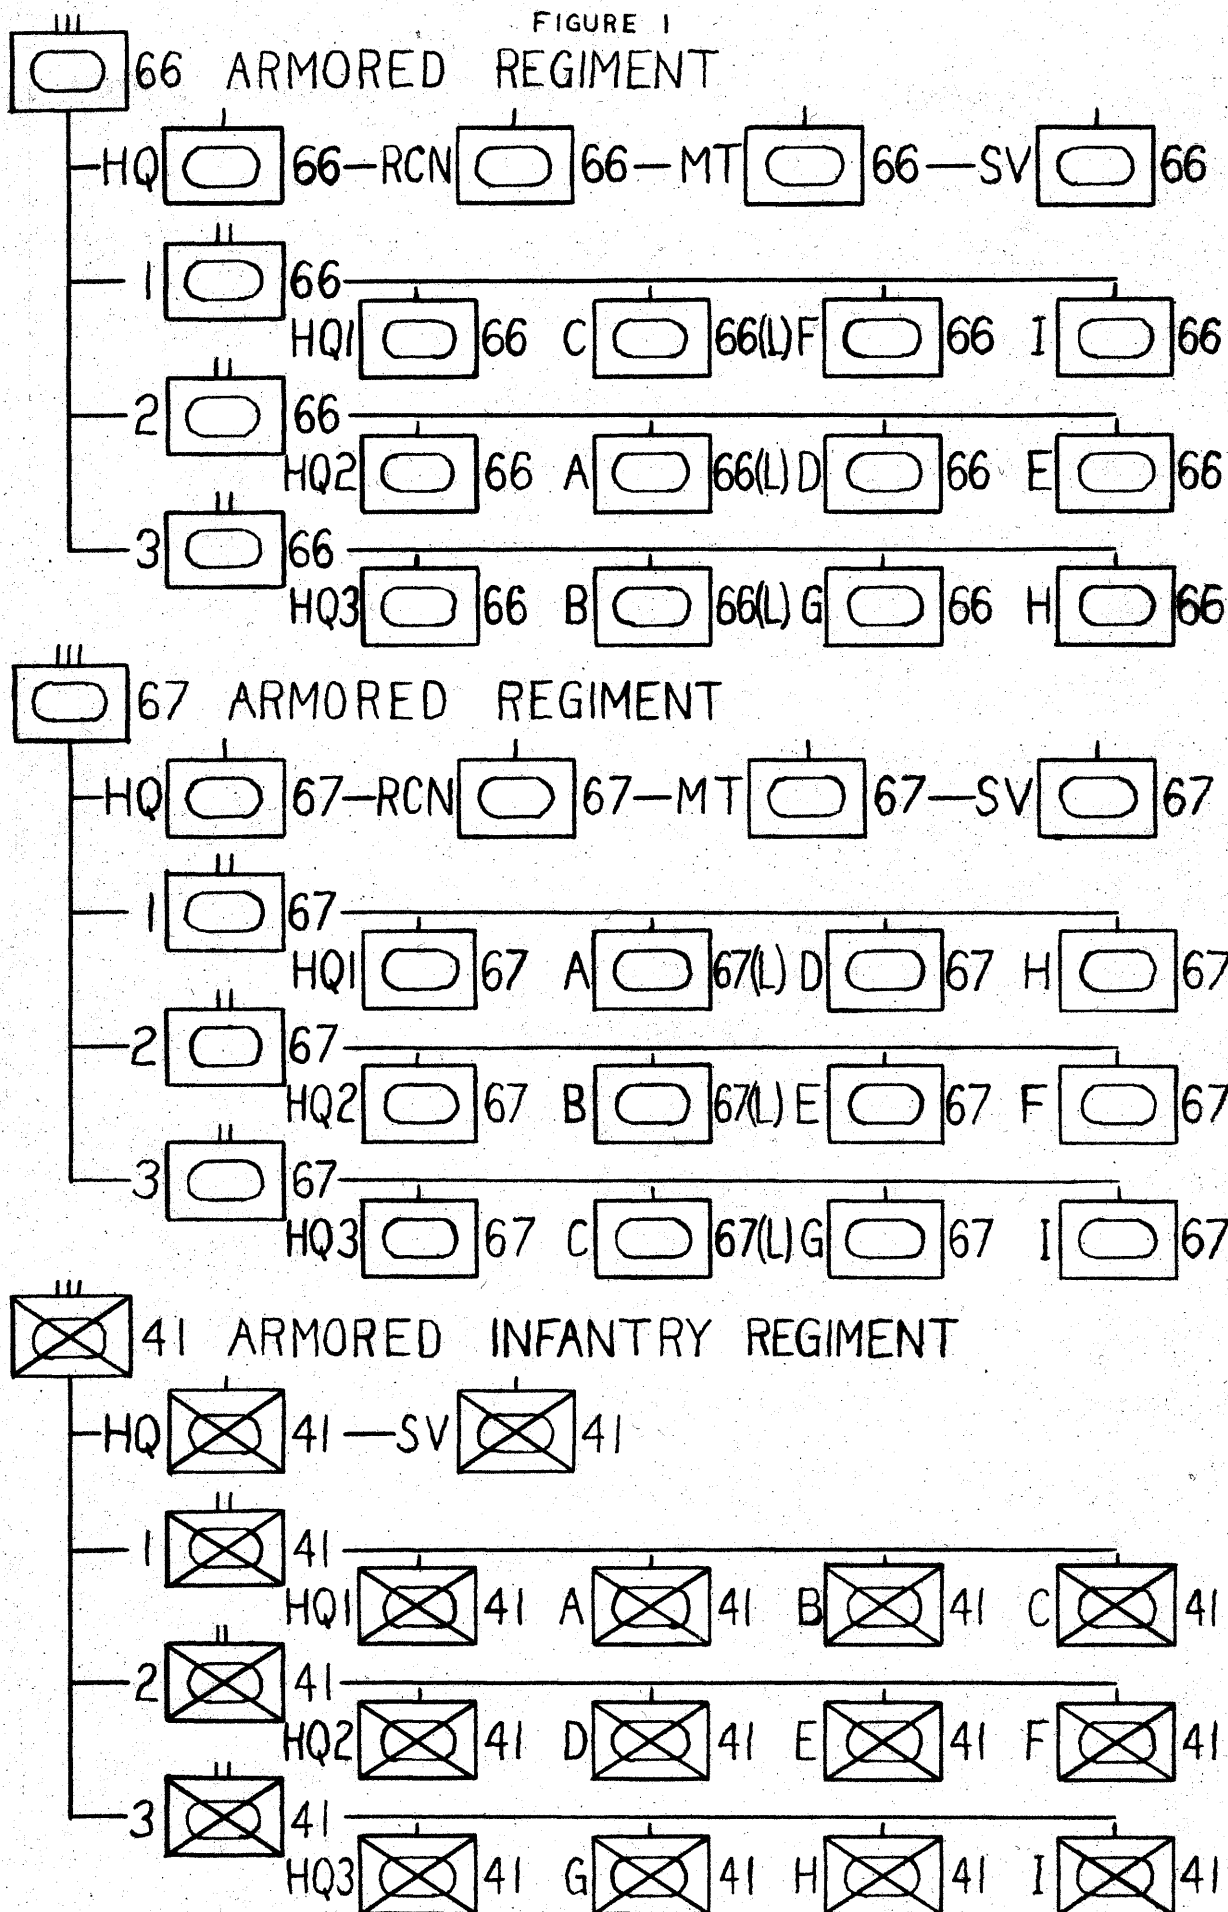 FIGURE 1
66 ARMORED REGIMENT
HQ 66—RCN 66—MT 66—SV 66
1 66
HQ1 66 C 66(L) F 66 I 66
2 66
HQ2 66 A 66(L) D 66 E 66
3 66
HQ3 66 B 66(L) G 66 H 66
67 ARMORED REGIMENT
HQ 67—RCN 67—MT 67—SV 67
1 67
HQ1 67 A 67(L) D 67 H 67
2 67
HQ2 67 B 67(L) E 67 F 67
3 67
HQ3 67 C 67(L) G 67 I 67
41 ARMORED INFANTRY REGIMENT
HQ 41—SV 41
1 41
HQ1 41 A 41 B 41 C 41
2 41
HQ2 41 D 41 E 41 F 41
3 41
HQ3 41 G 41 H 41 I 41